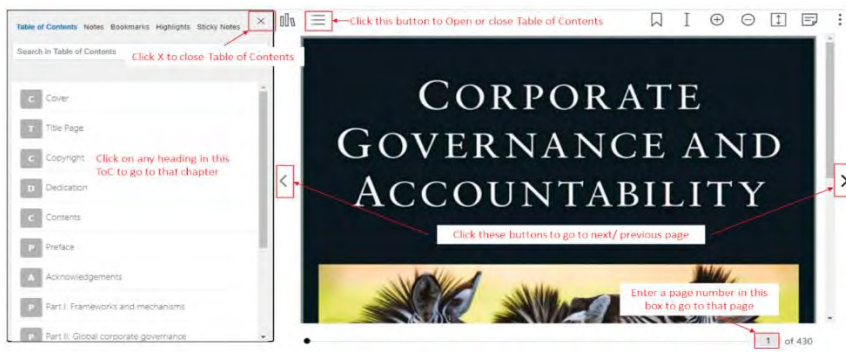 Table of Contents Notes Bookmarks Highlights Sticky Notes
Click this button to Open or close Table of Contents
Search in Table of Contents
Click X to close Table of Contents
C Cover
T Title Page
C Copyright
Click on any heading in this
ToC to go to that chapter
D Dedication
C Contents
P Preface
A Acknowledgements
P Part I: Frameworks and mechanisms
P Part II: Global corporate governance
CORPORATE
GOVERNANCE AND
ACCOUNTABILITY
Click these buttons to go to next/ previous page
Enter a page number in this
box to go to that page
1 of 430